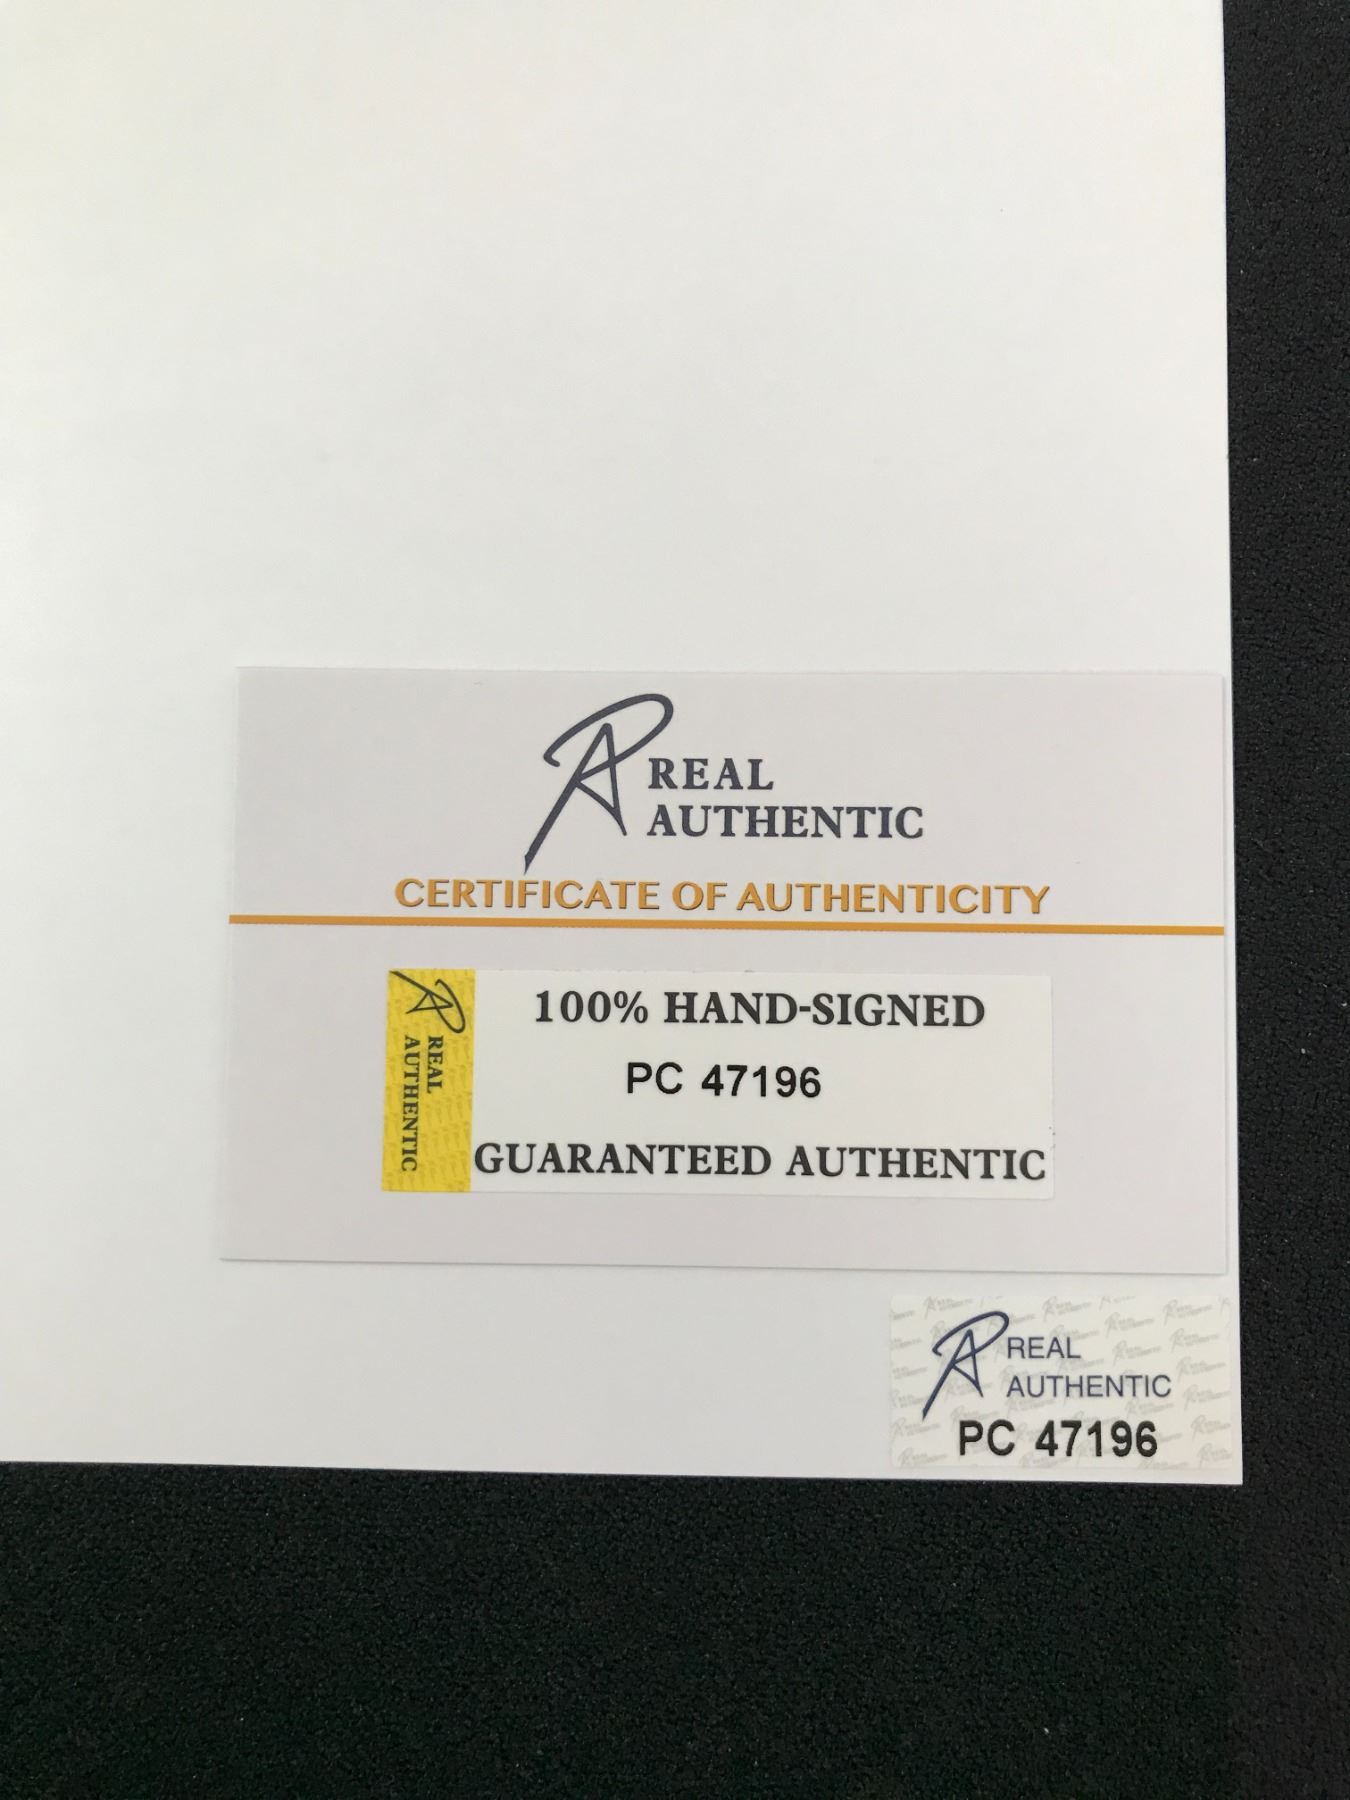 REAL
AUTHENTIC
CERTIFICATE OF AUTHENTICITY
REAL
AUTHENTIC
100% HAND-SIGNED
PC 47196
GUARANTEED AUTHENTIC
REAL
AUTHENTIC
PC 47196